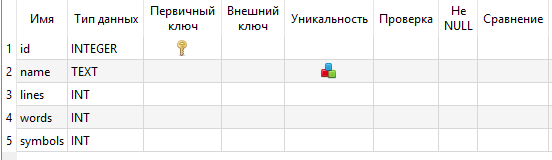 Имя Тип данных Первичный ключ Внешний ключ Уникальность Проверка Не NULL Сравнение
1 id INTEGER
2 name TEXT
3 lines INT
4 words INT
5 symbols INT